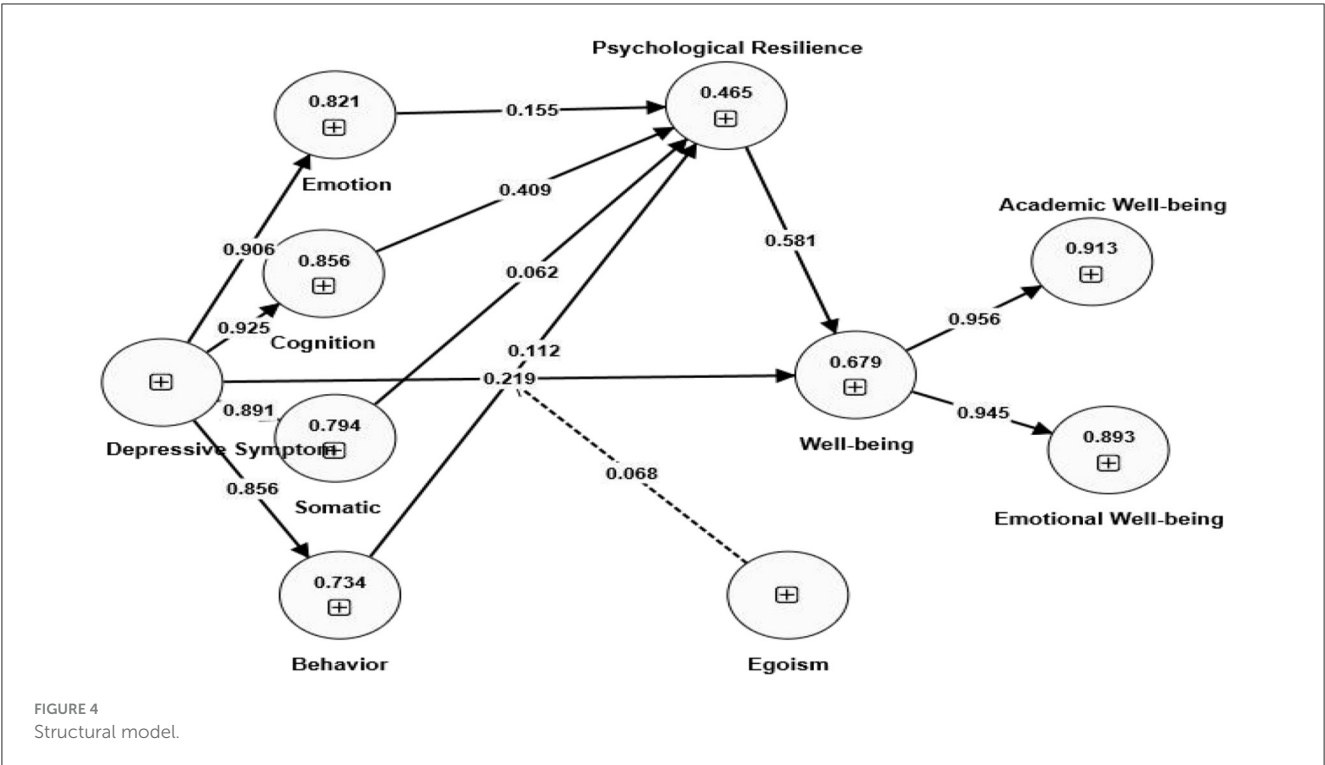 Psychological Resilience
0.465
0.821
0.155
Emotion
0.409
Academic Well-being
0.906
0.856
0.581
0.913
0.062
0.956
0.925
Cognition
0.112
0.219
0.679
0.891
0.794
0.945
0.893
Depressive Symptom
Well-being
0.856
0.068
Somatic
Emotional Well-being
0.734
Behavior
Egoism
FIGURE 4
Structural model.